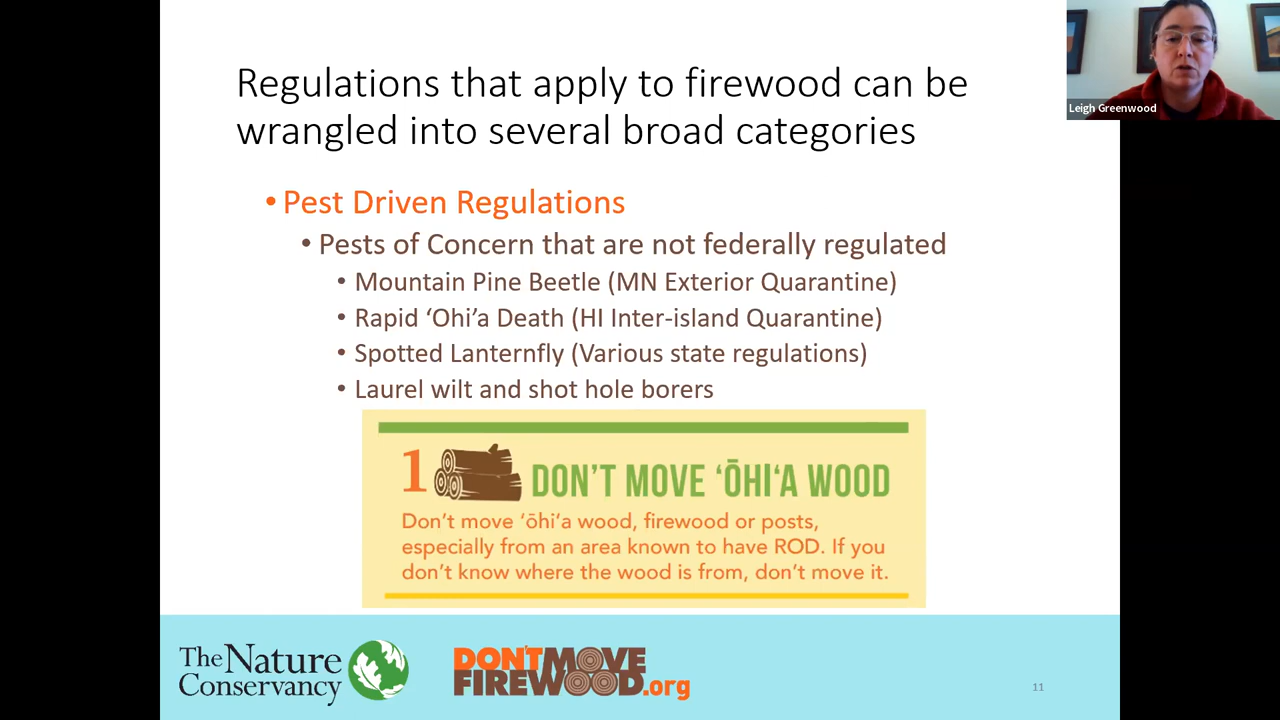 Regulations that apply to firewood can be
wrangled into several broad categories
Leigh Greenwood
• Pest Driven Regulations
• Pests of Concern that are not federally regulated
• Mountain Pine Beetle (MN Exterior Quarantine)
• Rapid ‘Ohi’a Death (HI Inter-island Quarantine)
• Spotted Lanternfly (Various state regulations)
• Laurel wilt and shot hole borers
1 DON’T MOVE ‘ŌHI‘A WOOD
Don’t move ‘ōhi‘a wood, firewood or posts,
especially from an area known to have ROD. If you
don’t know where the wood is from, don’t move it.
The Nature
Conservancy
DON'T MOVE
FIREWOOD.org
11